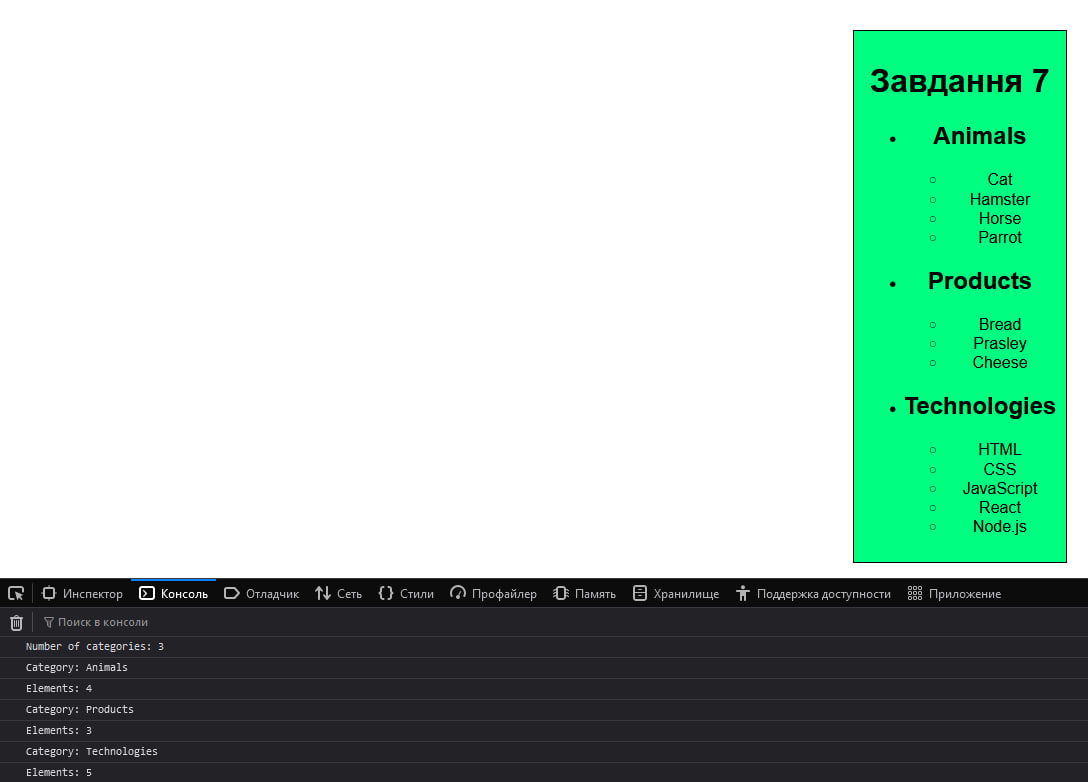 Завдання 7
Animals
Cat
Hamster
Horse
Parrot
Products
Bread
Prasley
Cheese
Technologies
HTML
CSS
JavaScript
React
Node.js
Инспектор Консоль Отладчик Сеть Стили Профайлер Память Хранилище Поддержка доступности Приложение
Поиск в консоли
Number of categories: 3
Category: Animals
Elements: 4
Category: Products
Elements: 3
Category: Technologies
Elements: 5